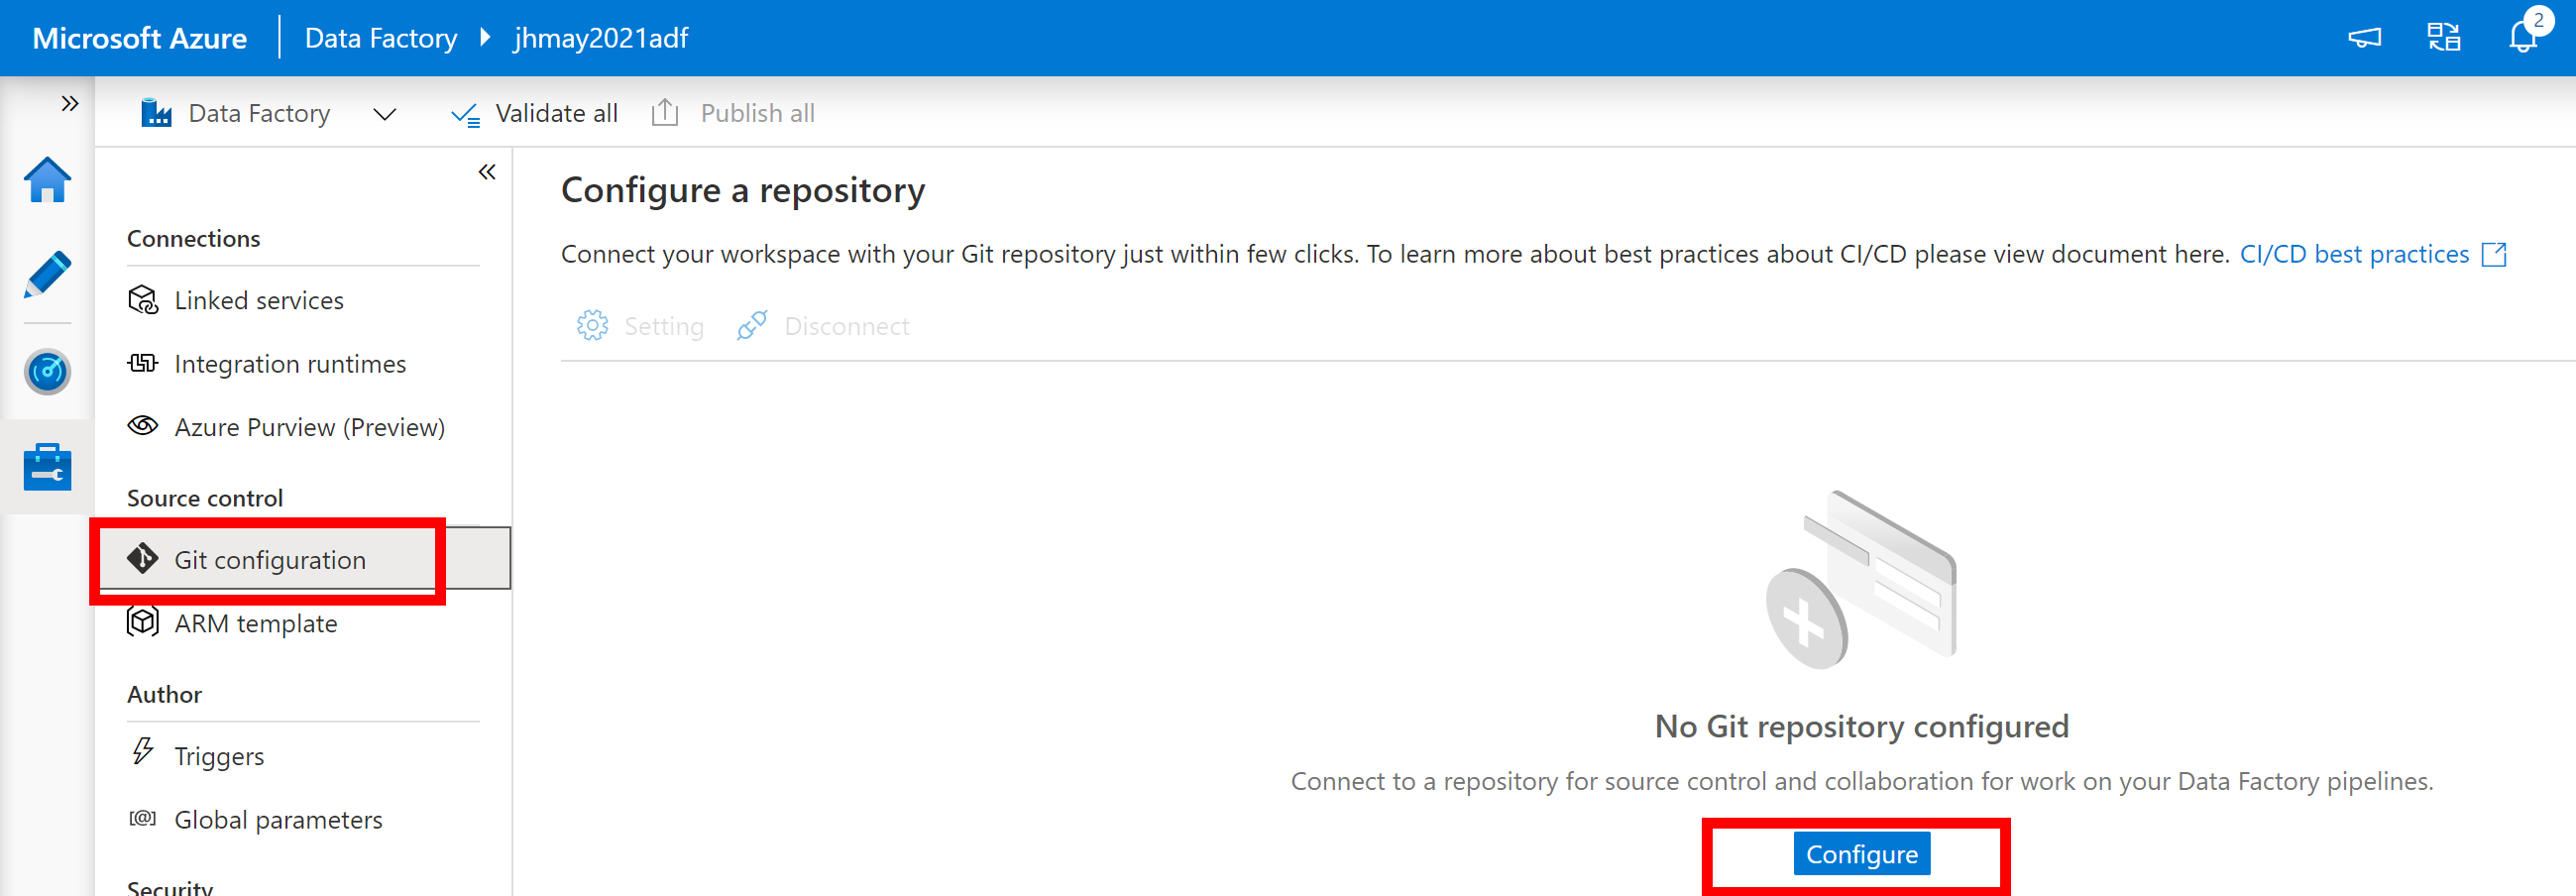 Microsoft Azure Data Factory jhmay2021adf 2
Data Factory Validate all Publish all
Connections
Linked services
Integration runtimes
Azure Purview (Preview)
Source control
Git configuration
ARM template
Author
Triggers
Global parameters
Security
Configure a repository
Connect your workspace with your Git repository just within few clicks. To learn more about best practices about CI/CD please view document here. CI/CD best practices
Setting Disconnect
No Git repository configured
Connect to a repository for source control and collaboration for work on your Data Factory pipelines.
Configure